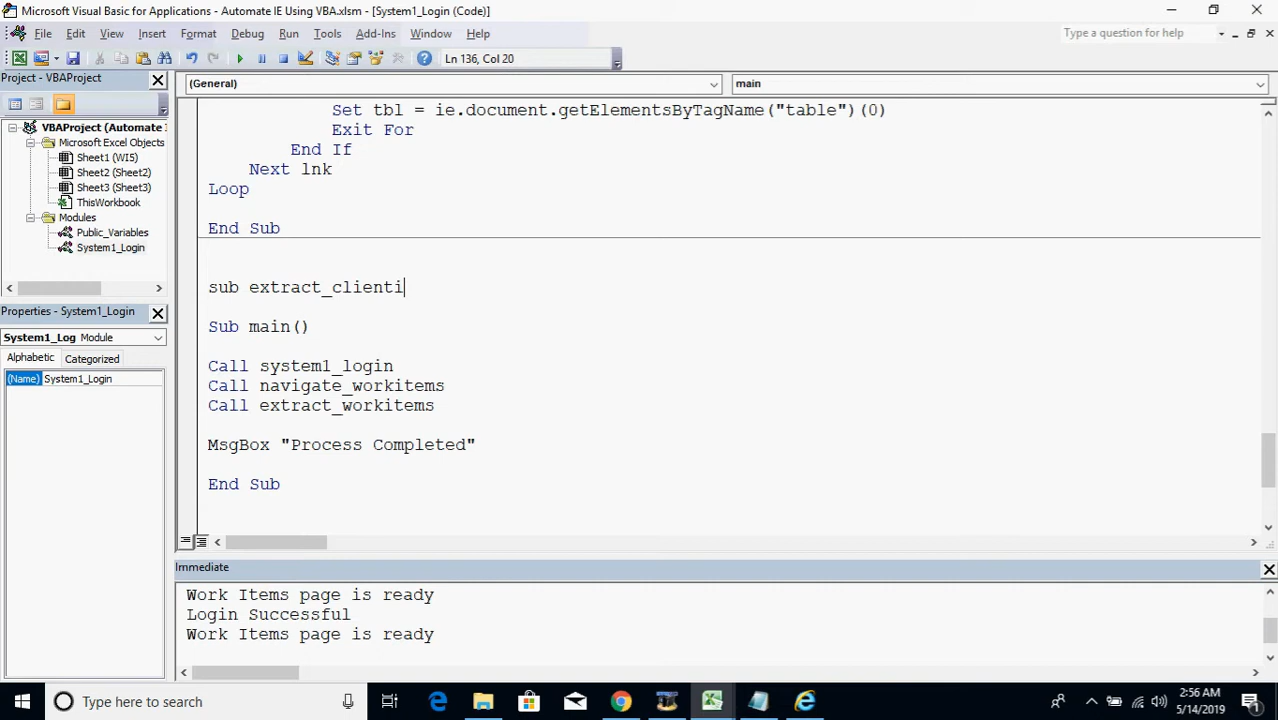 Microsoft Visual Basic for Applications - Automate IE Using VBA.xlsm - [System1_Login (Code)]
File Edit View Insert Format Debug Run Tools Add-Ins Window Help
Type a question for help
Ln 136, Col 20
Project - VBAProject
(General)
main
VBAProject (Automate
Microsoft Excel Objects
Sheet1 (WI5)
Sheet2 (Sheet2)
Sheet3 (Sheet3)
ThisWorkbook
Modules
Public_Variables
System1_Login
Properties - System1_Login
System1_Log Module
Alphabetic Categorized
(Name) System1_Login
Set tbl = ie.document.getElementsByTagName("table")(0)
Exit For
End If
Next lnk
Loop
End Sub
sub extract_clienti
Sub main()
Call system1_login
Call navigate_workitems
Call extract_workitems
MsgBox "Process Completed"
End Sub
Immediate
Work Items page is ready
Login Successful
Work Items page is ready
Type here to search
2:56 AM
5/14/2019
1